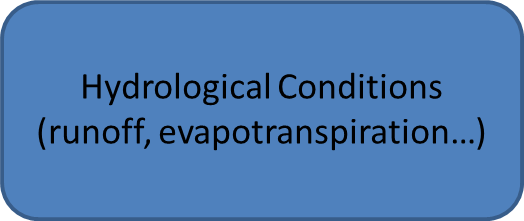 Hydrological Conditions
(runoff, evapotranspiration…)